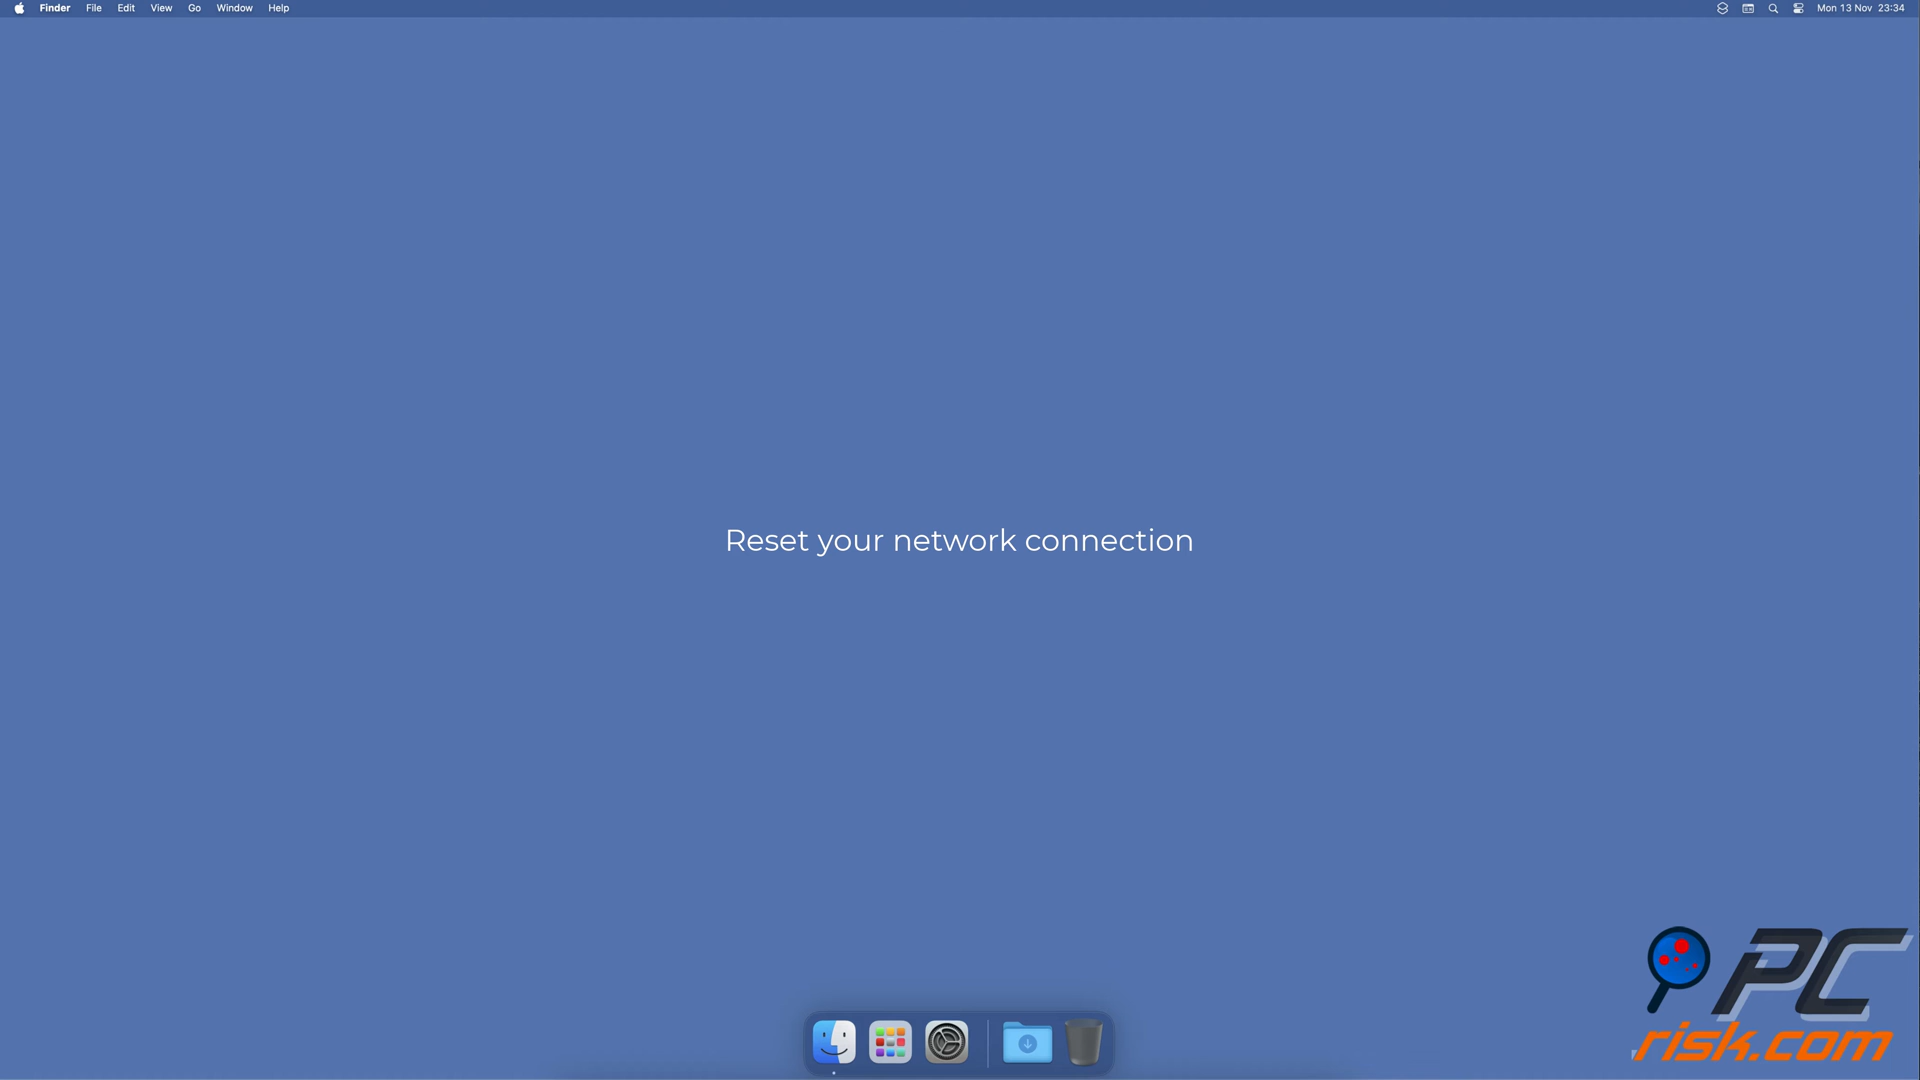 Finder File Edit View Go Window Help Mon 13 Nov 23:34
Reset your network connection
PC
risk.com